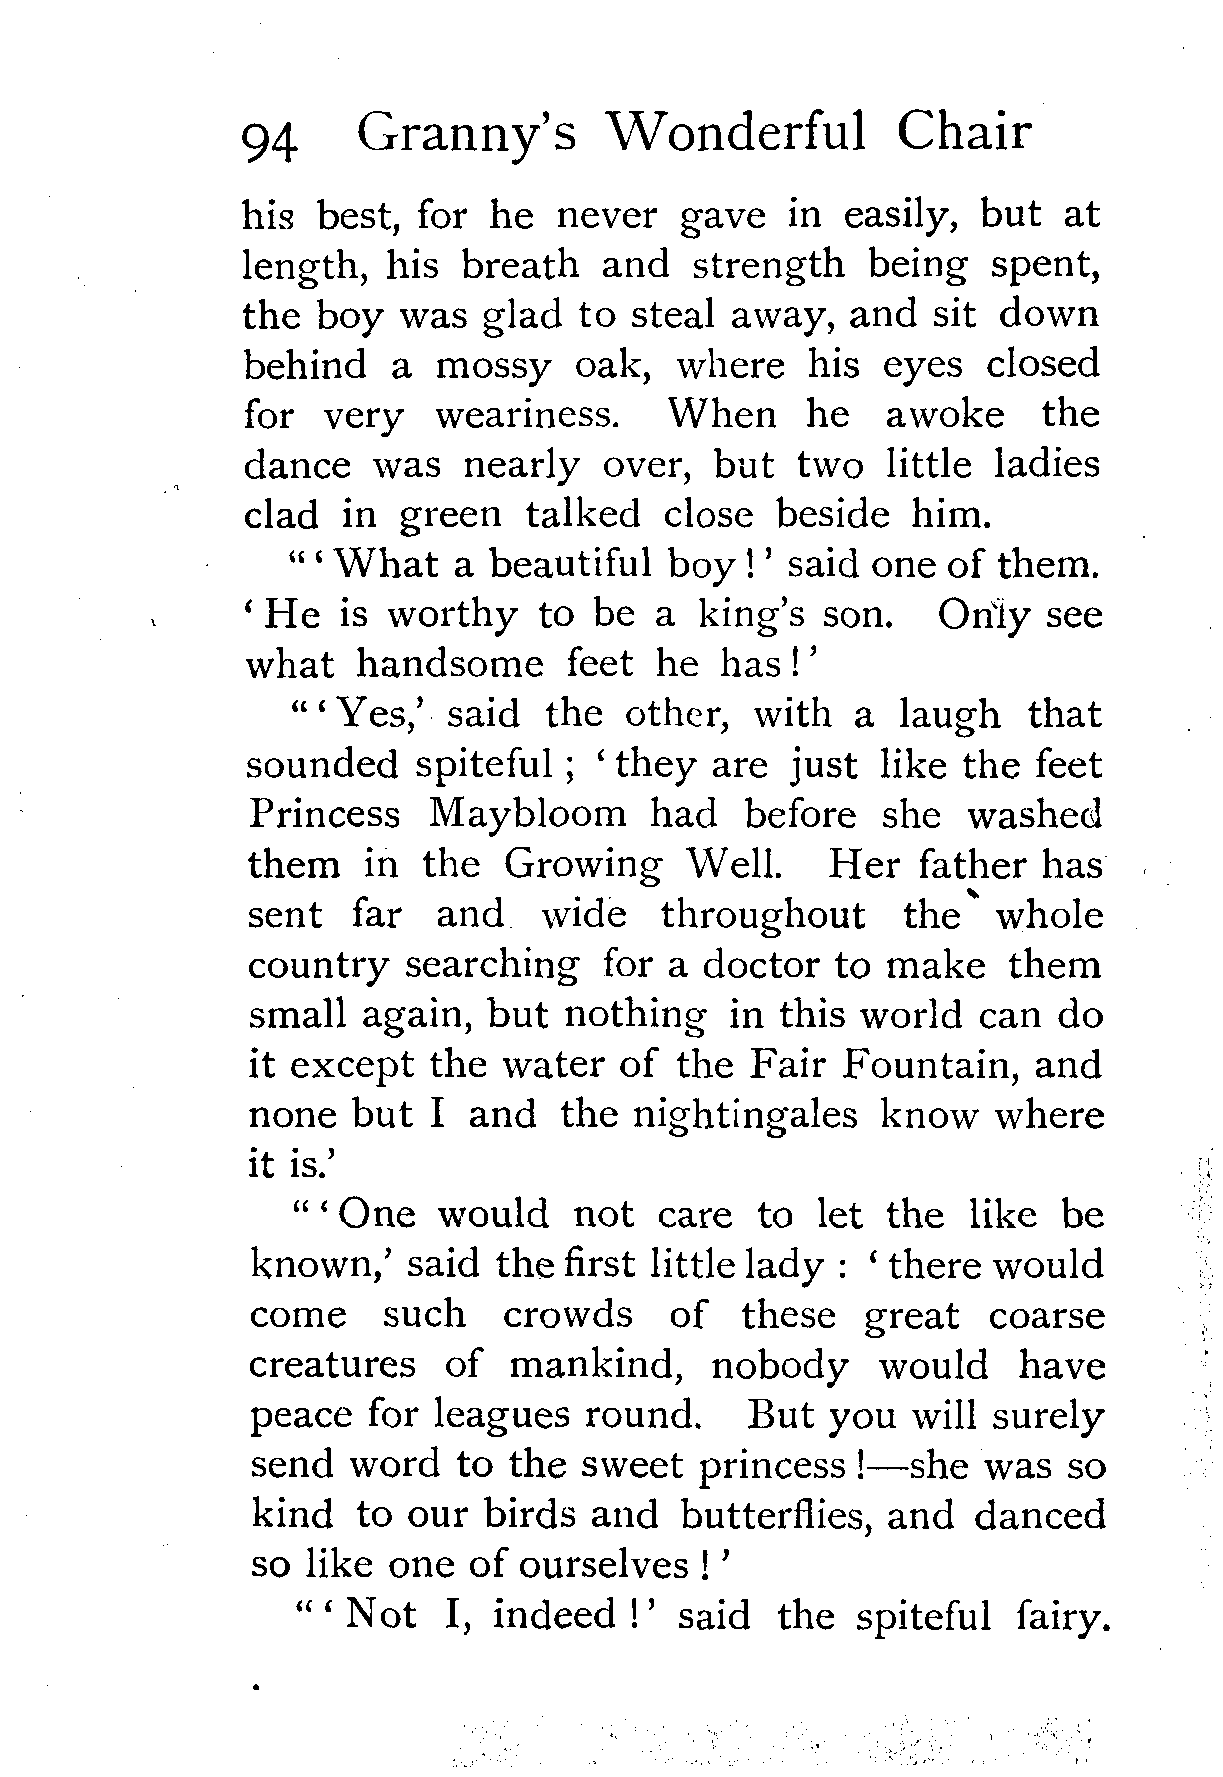 94 Granny's Wonderful Chair
his best, for he never gave in easily, but at
length, his breath and strength being spent,
the boy was glad to steal away, and sit down
behind a mossy oak, where his eyes closed
for very weariness. When he awoke the
dance was nearly over, but two little ladies
clad in green talked close beside him.
" ' What a beautiful boy ! ' said one of them.
' He is worthy to be a king's son. Only see
what handsome feet he has ! '
" ' Yes,' said the other, with a laugh that
sounded spiteful ; ' they are just like the feet
Princess Maybloom had before she washed
them in the Growing Well. Her father has
sent far and wide throughout the whole
country searching for a doctor to make them
small again, but nothing in this world can do
it except the water of the Fair Fountain, and
none but I and the nightingales know where
it is.'
" ' One would not care to let the like be
known,' said the first little lady : ' there would
come such crowds of these great coarse
creatures of mankind, nobody would have
peace for leagues round. But you will surely
send word to the sweet princess !—she was so
kind to our birds and butterflies, and danced
so like one of ourselves ! '
" ' Not I, indeed ! ' said the spiteful fairy.